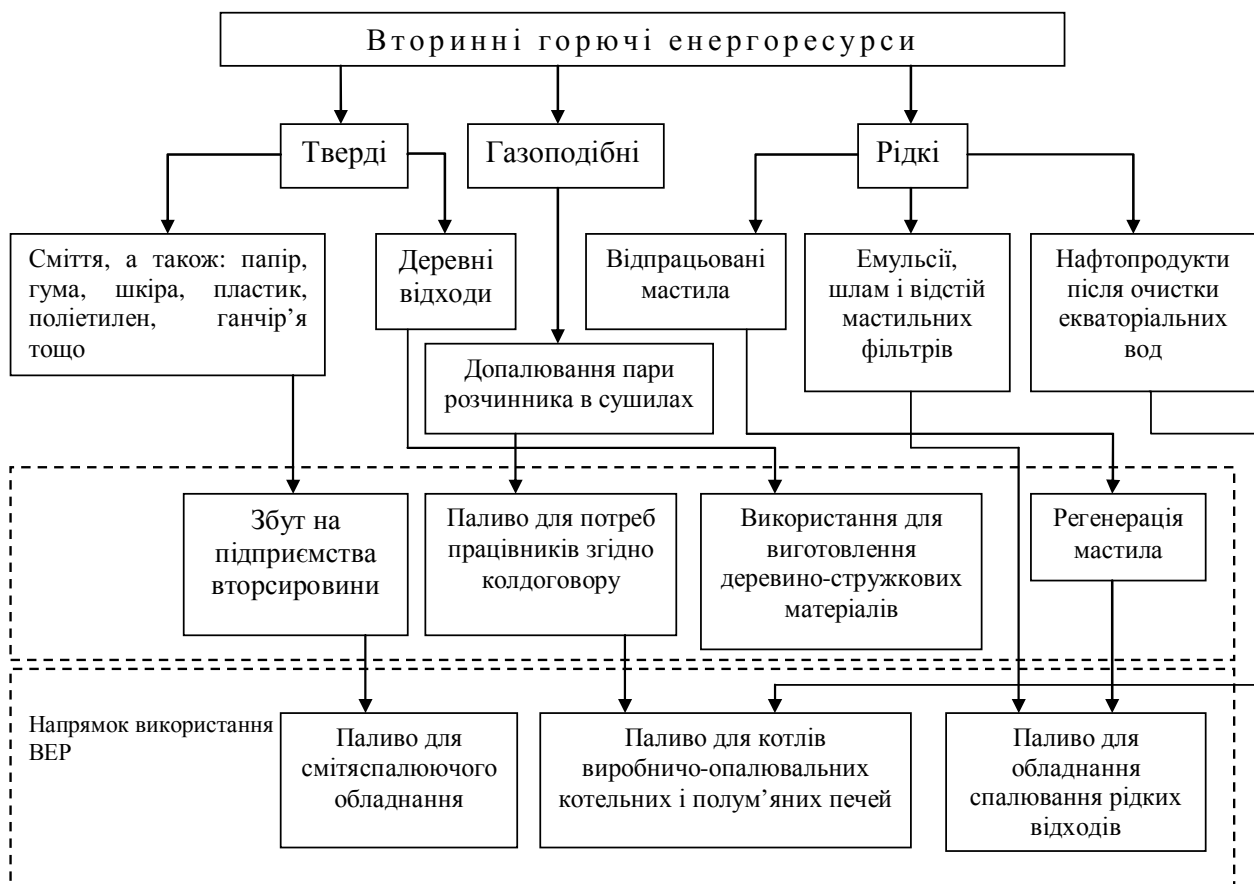 Вторинні горючі енергоресурси
Тверді
Газоподібні
Рідкі
Сміття, а також: папір,
гума, шкіра, пластик,
поліетилен, ганчір’я
тощо
Деревні
відходи
Відпрацьовані
мастила
Емульсії,
шлам і відстій
мастильних
фільтрів
Нафтопродукти
після очистки
екваторіальних
вод
Допалювання пари
розчинника в сушилах
Збут на
підприємства
вторсировини
Паливо для потреб
працівників згідно
колдоговору
Використання для
виготовлення
деревино-стружкових
матеріалів
Регенерація
мастила
Напрямок використання
ВЕР
Паливо для
смітяспалюючого
обладнання
Паливо для котлів
виробничо-опалювальних
котельних і полум’яних печей
Паливо для
обладнання
спалювання рідких
відходів